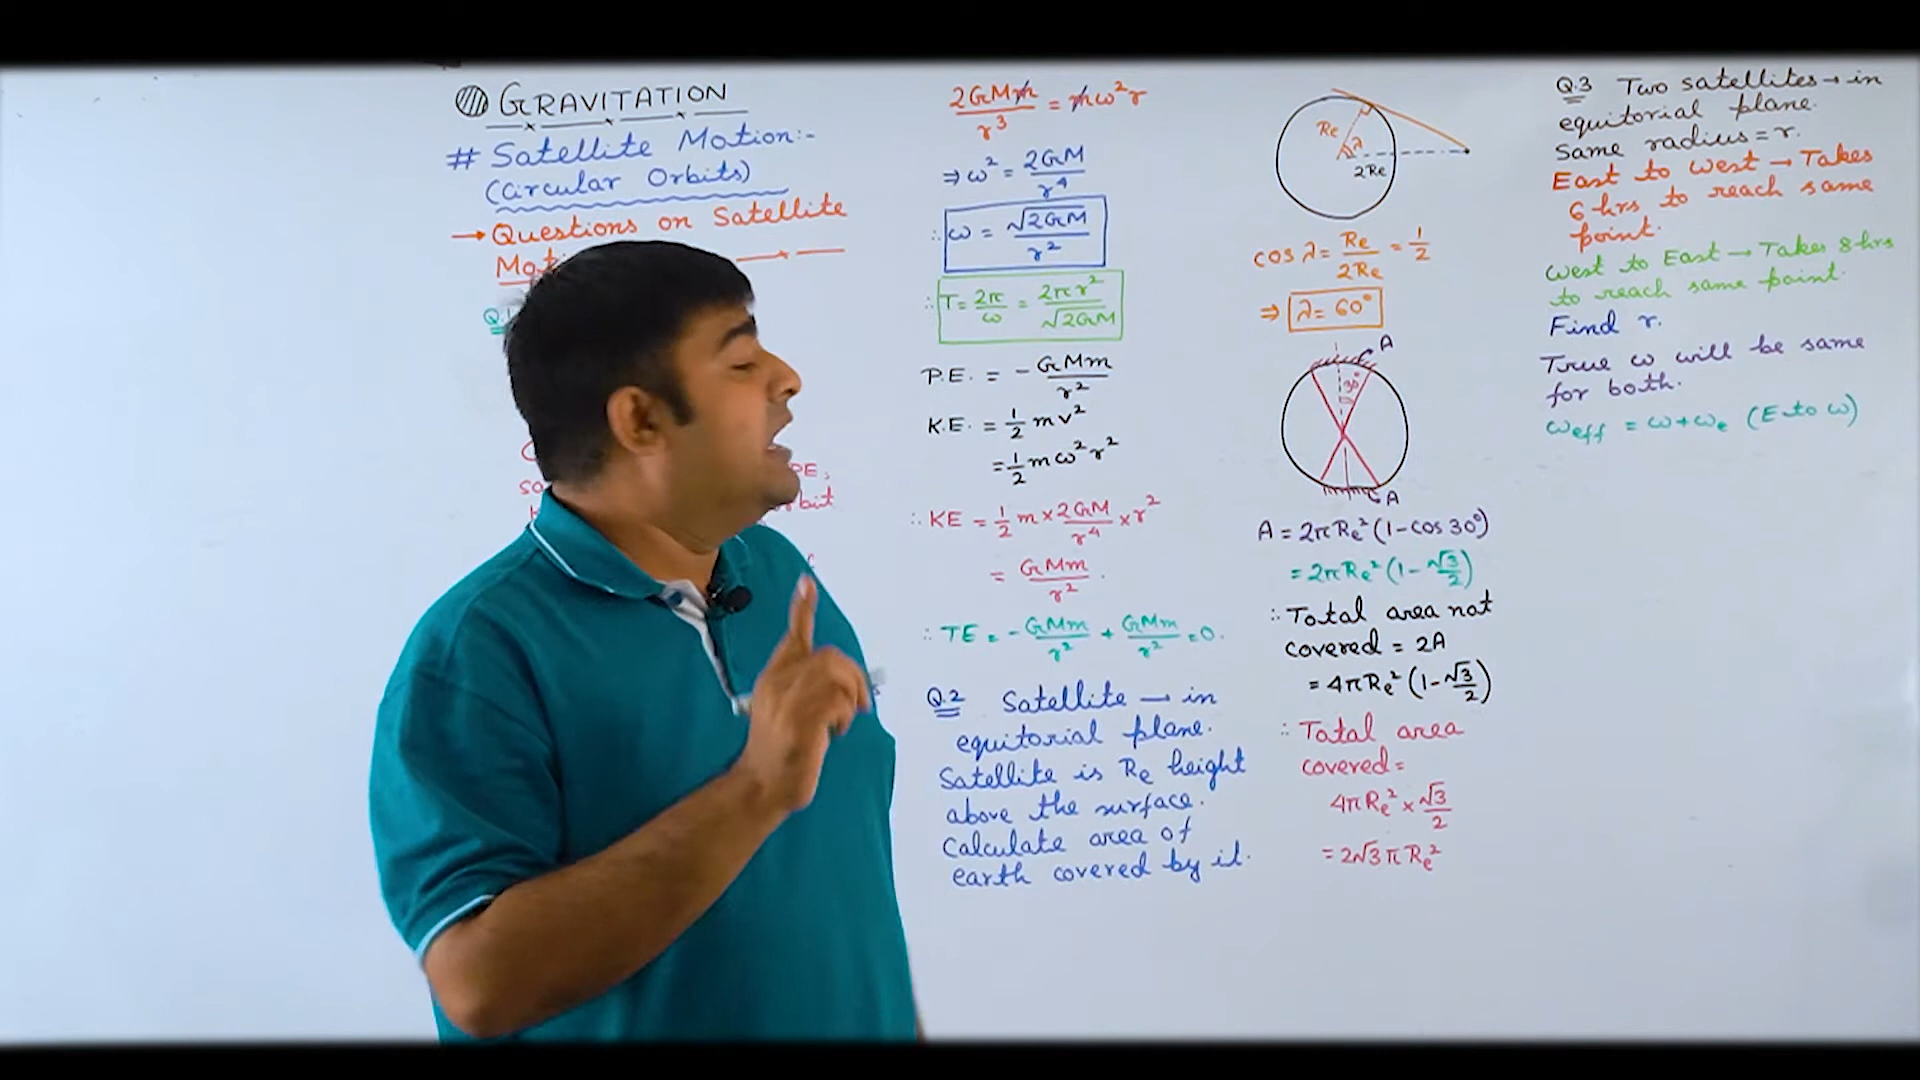 GRAVITATION
# Satellite Motion:-
(Circular Orbits)
→ Questions on Satellite
Q.1
PE,
2GMm/r³ = mω²r
⇒ ω² = 2GM/r⁴
∴ ω = √2GM/r²
∴ T = 2π/ω = 2πr²/√2GM
P.E. = - GMm/r²
K.E. = 1/2 mv²
= 1/2 mω²r²
∴ KE = 1/2 m × 2GM/r⁴ × r²
= GMm/r².
∴ TE = - GMm/r² + GMm/r² = 0.
Q.2 Satellite → in
equitorial plane.
Satellite is Re height
above the surface.
Calculate area of
earth covered by it.
Re
λ
2Re
cos λ = Re/2Re = 1/2
⇒ λ = 60°
A
30°
A
A = 2πRe²(1-cos30°)
= 2πRe²(1-√3/2)
∴ Total area not
covered = 2A
= 4πRe²(1-√3/2)
∴ Total area
covered =
4πRe² × √3/2
= 2√3πRe²
Q.3 Two satellites → in
equitorial plane.
Same radius = r.
East to West → Takes
6 hrs to reach same
point.
West to East → Takes 8 hrs
to reach same point.
Find r.
True ω will be same
for both.
ωeff = ω+ωe (E to W)